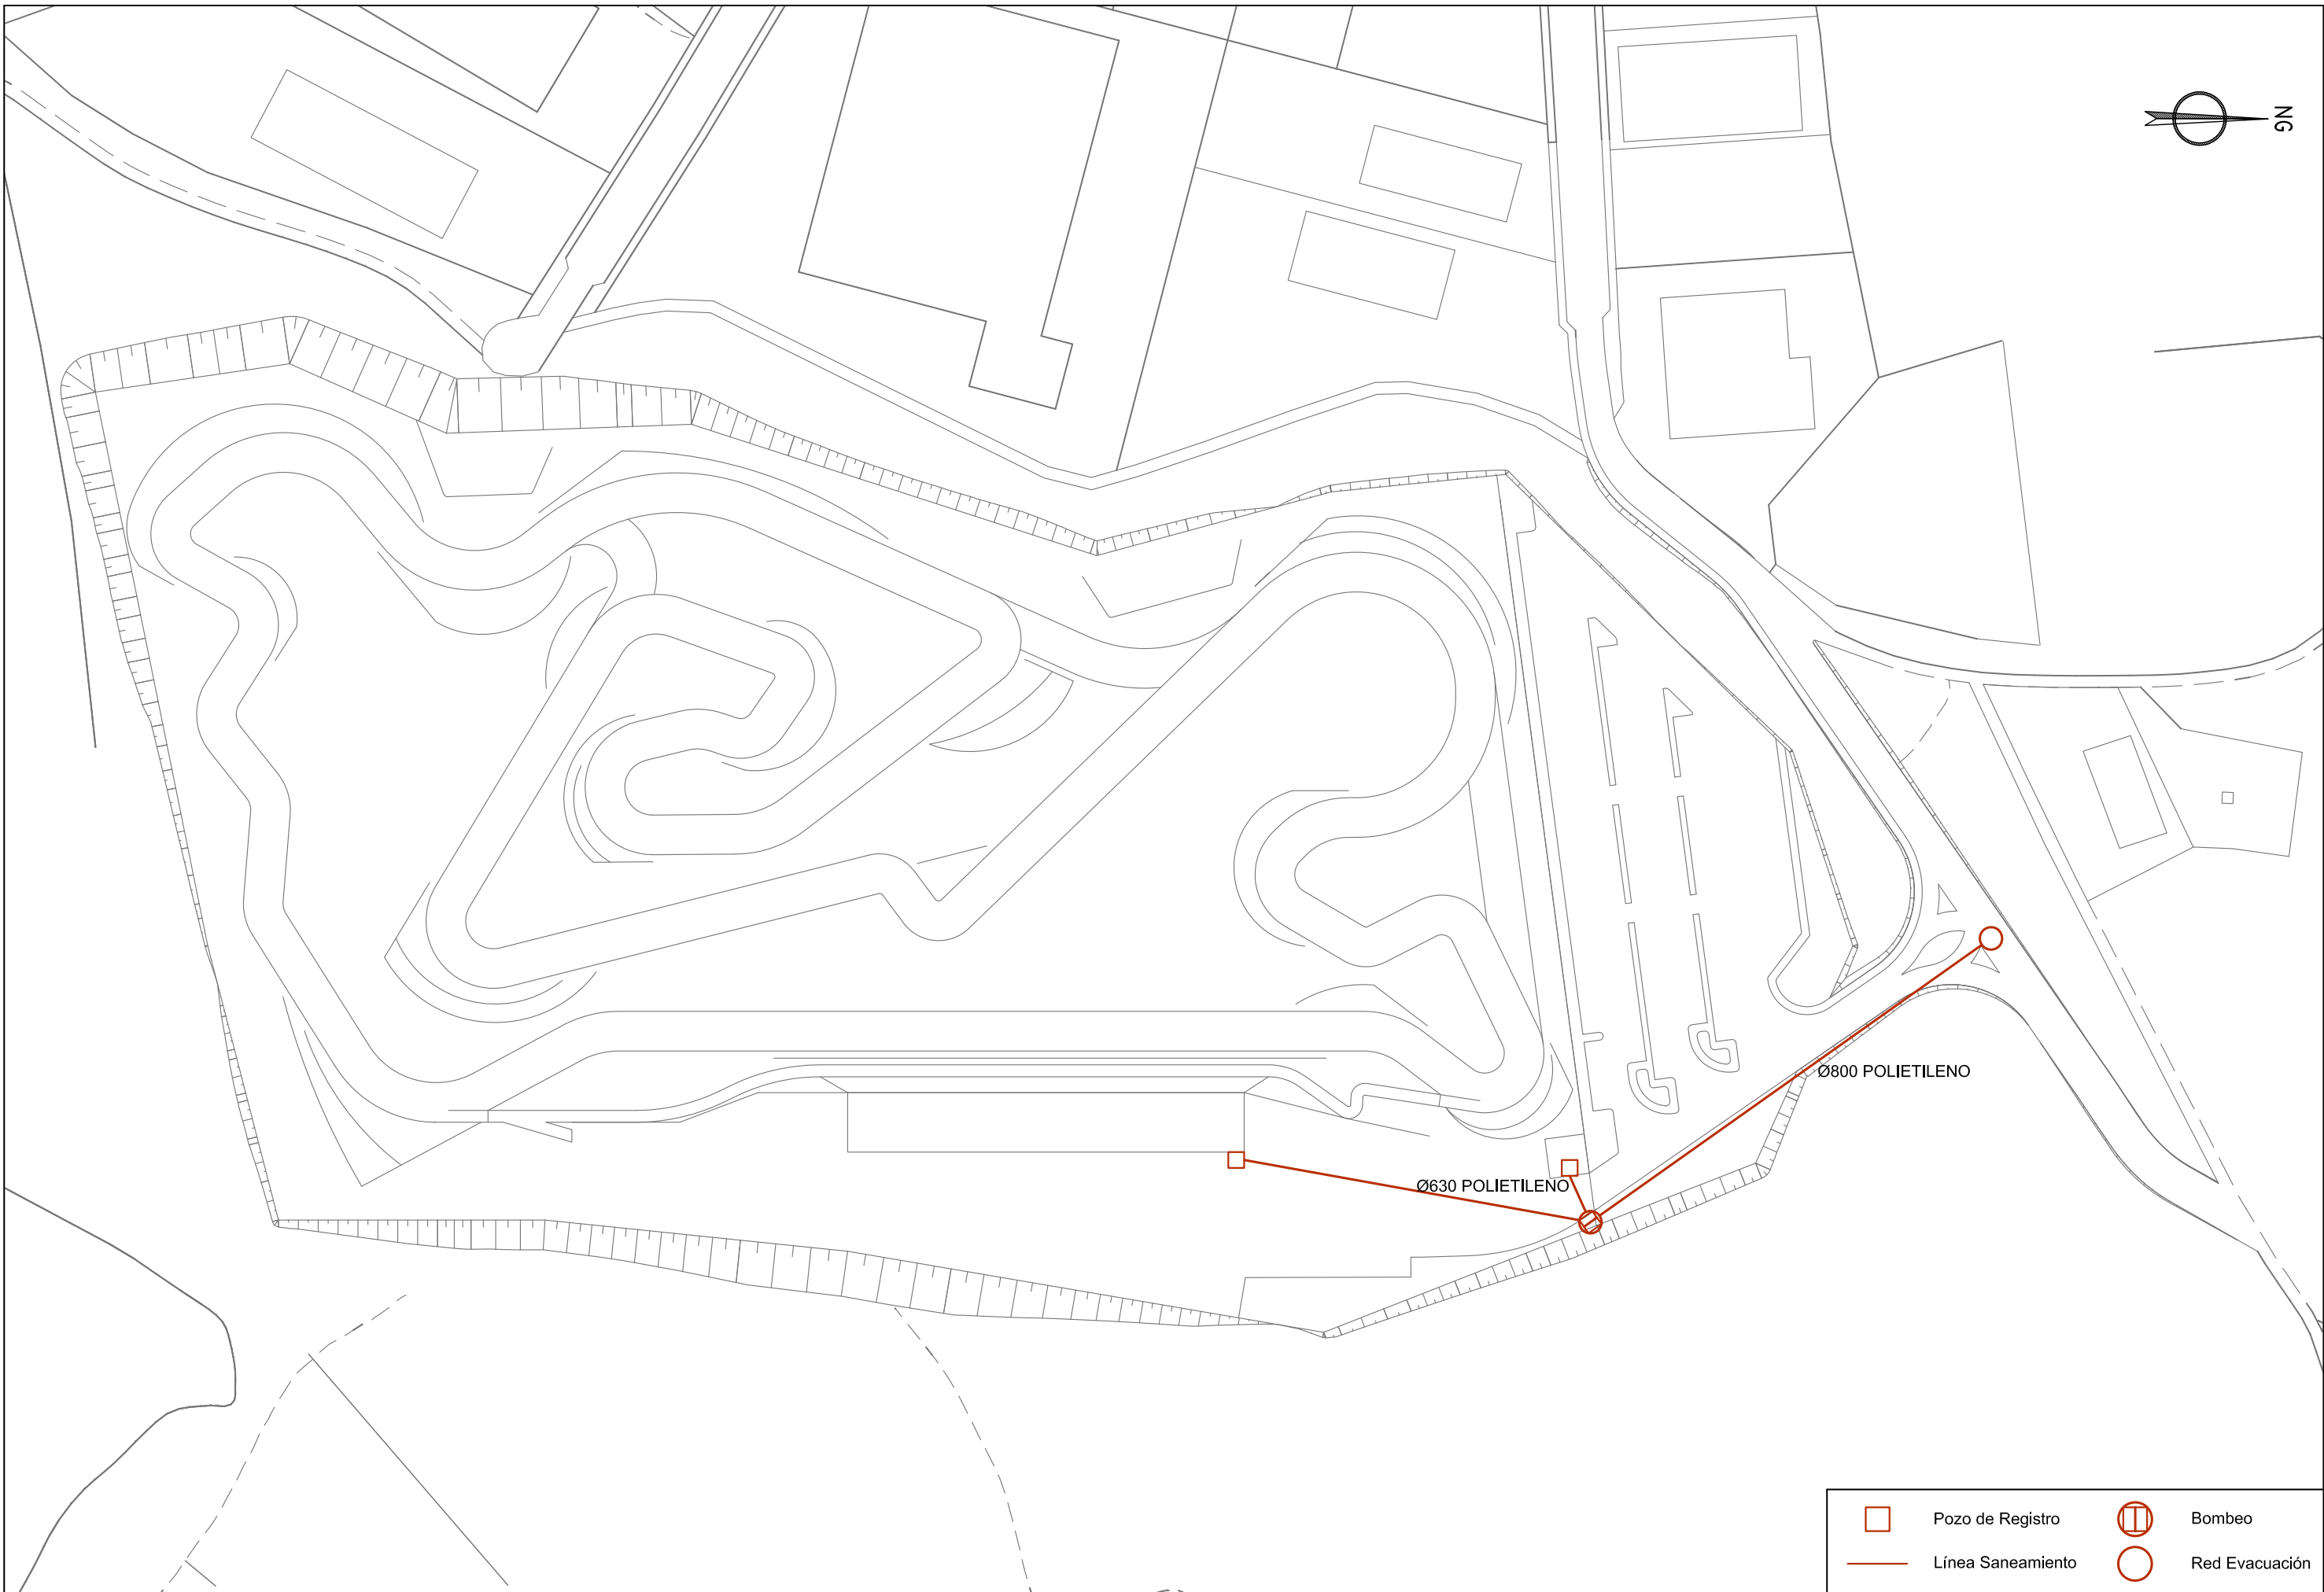 NG
Ø800 POLIETILENO
Ø630 POLIETILENO
Pozo de Registro
Bombeo
Línea Saneamiento
Red Evacuación